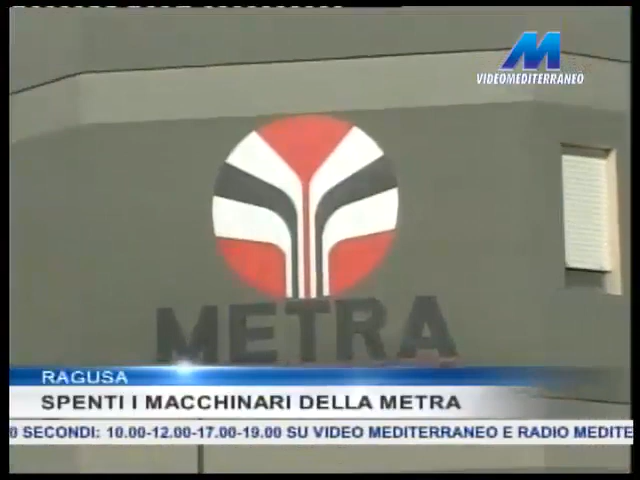 M
VIDEOMEDITERRANEO
METRA
RAGUSA
SPENTI I MACCHINARI DELLA METRA
0 SECONDI: 10.00-12.00-17.00-19.00 SU VIDEO MEDITERRANEO E RADIO MEDITE